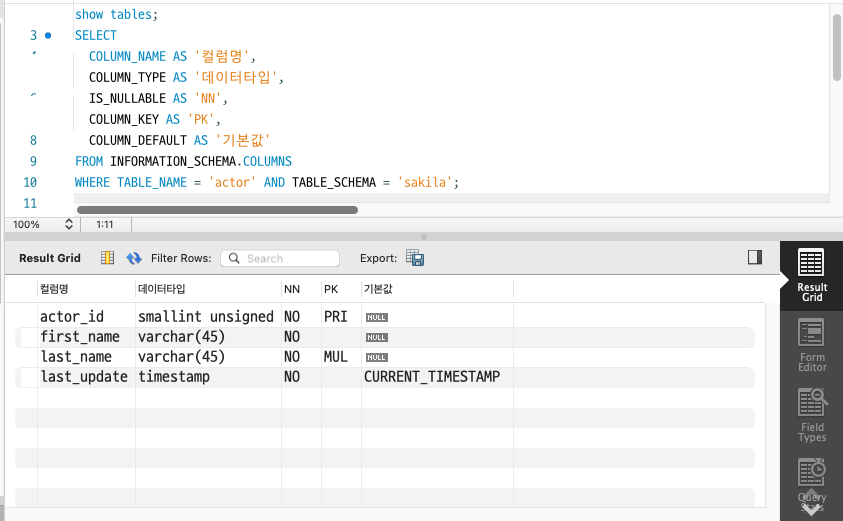 show tables;
3 SELECT
COLUMN_NAME AS '컬럼명',
COLUMN_TYPE AS '데이터타입',
IS_NULLABLE AS 'NN',
COLUMN_KEY AS 'PK',
8 COLUMN_DEFAULT AS '기본값'
9 FROM INFORMATION_SCHEMA.COLUMNS
10 WHERE TABLE_NAME = 'actor' AND TABLE_SCHEMA = 'sakila';
11
100% 1:11
Result Grid Filter Rows: Search Export:
컬럼명 데이터타입 NN PK 기본값
actor_id smallint unsigned NO PRI NULL
first_name varchar(45) NO NULL
last_name varchar(45) NO MUL NULL
last_update timestamp NO CURRENT_TIMESTAMP
Result
Grid
Form
Editor
Field
Types
Query
Stats